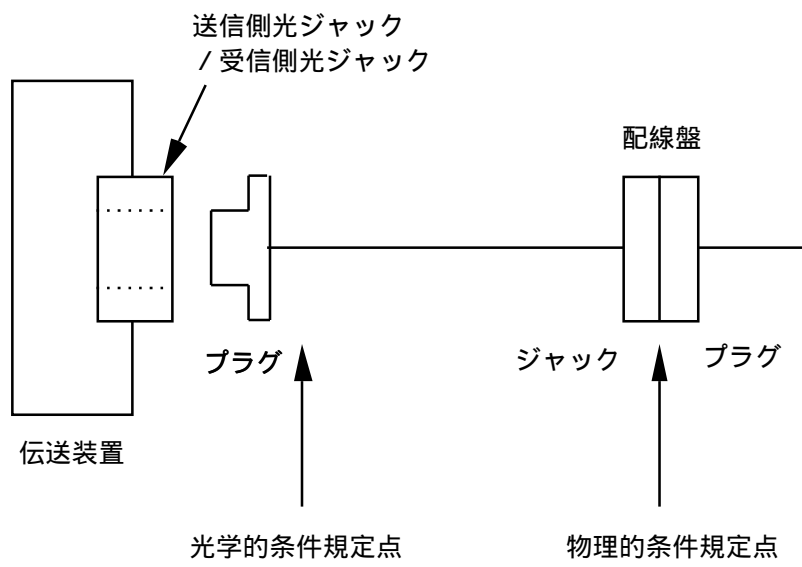 送信側光ジャック
/ 受信側光ジャック
配線盤
プラグ
ジャック
プラグ
伝送装置
光学的条件規定点
物理的条件規定点